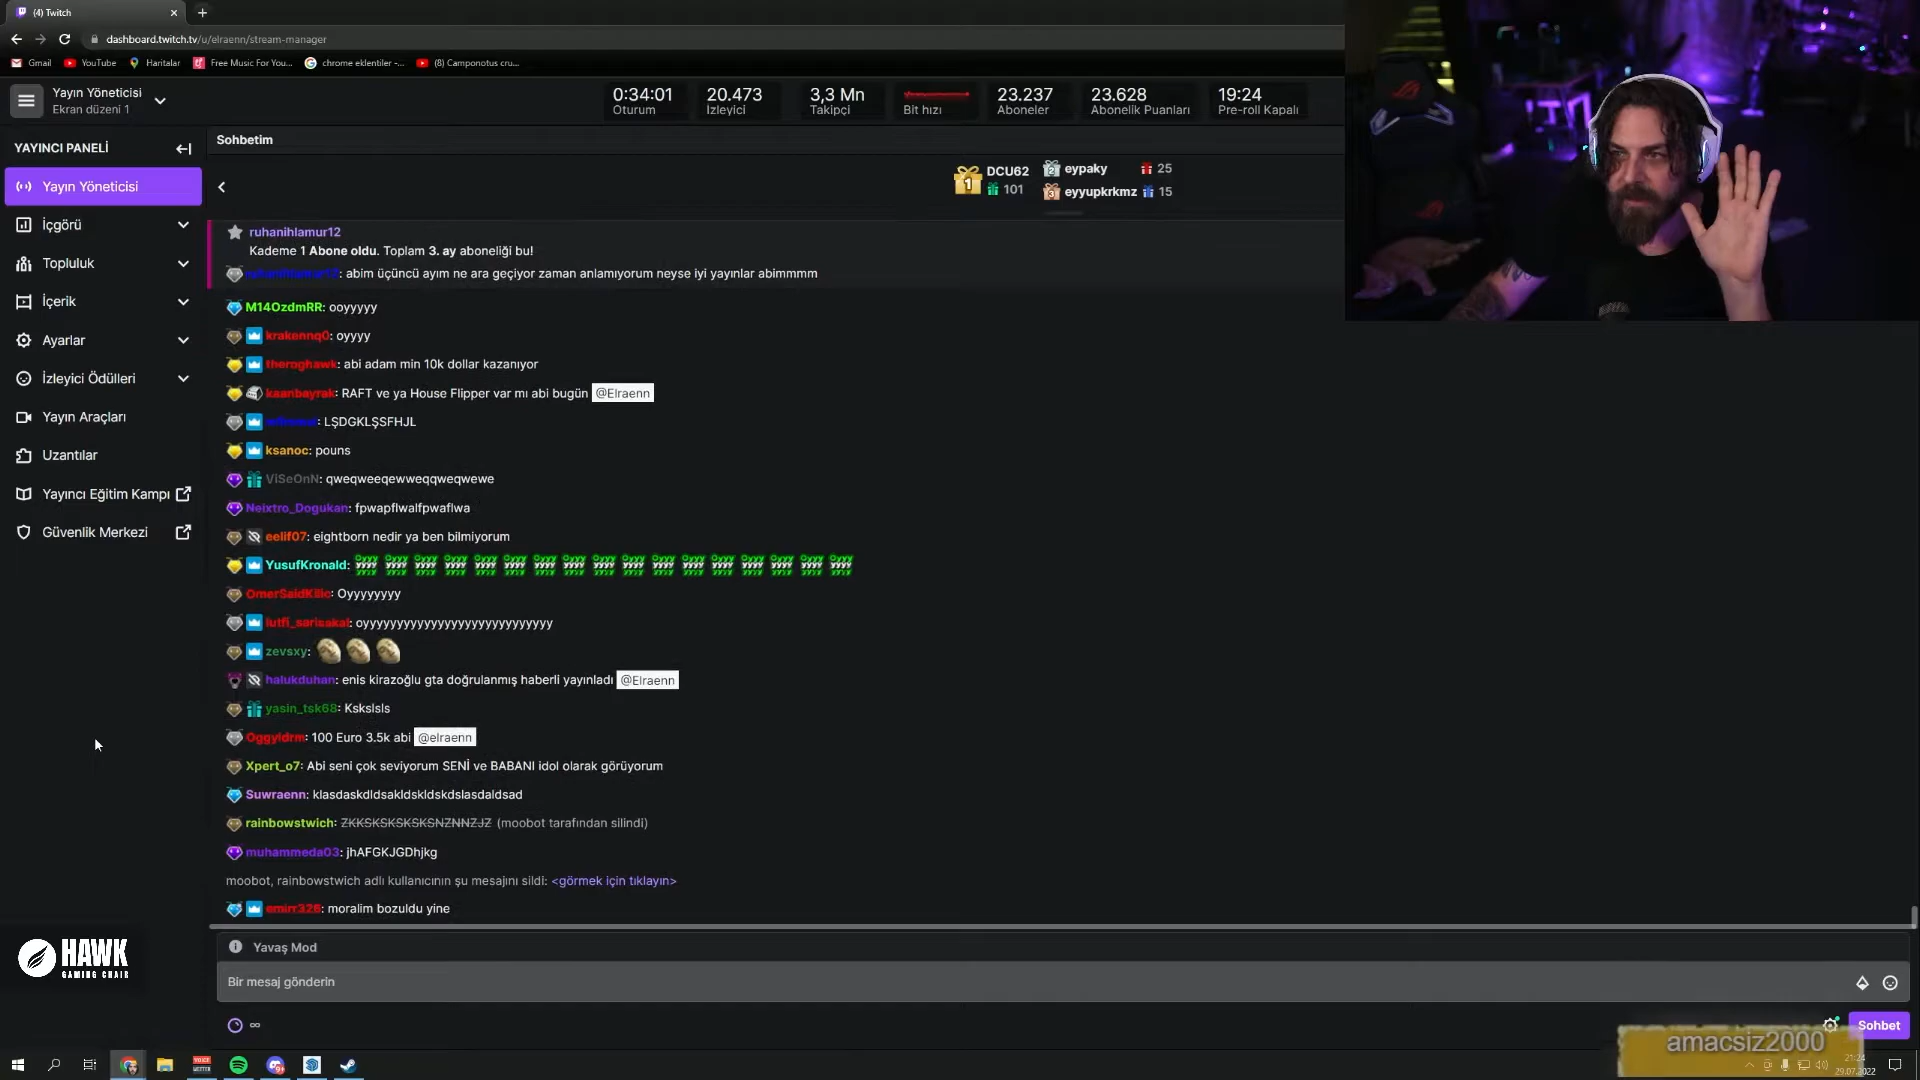 (4) Twitch
dashboard.twitch.tv/u/elraenn/stream-manager
Gmail
YouTube
Haritalar
Free Music For You...
chrome eklentiler -...
(8) Camponotus cru...
Yayın Yöneticisi
Ekran düzeni 1
0:34:01
Oturum
20.473
İzleyici
3,3 Mn
Takipçi
Bit hızı
23.237
Aboneler
23.628
Abonelik Puanları
19:24
Pre-roll Kapalı
YAYINCI PANELİ
Yayın Yöneticisi
İçgörü
Topluluk
İçerik
Ayarlar
İzleyici Ödülleri
Yayın Araçları
Uzantılar
Yayıncı Eğitim Kampı
Güvenlik Merkezi
HAWK
GAMING CHAIR
Sohbetim
1 DCU62
101
2 eypaky 25
3 eyyupkrkmz 15
ruhanihlamur12
Kademe 1 Abone oldu. Toplam 3. ay aboneliği bu!
ruhanihlamur12: abim üçüncü ayım ne ara geçiyor zaman anlamıyorum neyse iyi yayınlar abimmmm
M14OzdmRR: ooyyyyy
krakennq0: oyyyy
theroghawk: abi adam min 10k dollar kazanıyor
kaanbayrak: RAFT ve ya House Flipper var mı abi bugün @Elraenn
: LŞDGKLŞSFHJL
ksanoc: pouns
ViSeOnN: qweqweeqewweqqweqwewe
Neixtro_Dogukan: fpwapflwalfpwaflwa
eelif07: eightborn nedir ya ben bilmiyorum
YusufKronald:
OmerSaidKilic: Oyyyyyyyy
lutfi_sarisakal: oyyyyyyyyyyyyyyyyyyyyyyyyyyyy
zevsxy:
halukduhan: enis kirazoğlu gta doğrulanmış haberli yayınladı @Elraenn
yasin_tsk68: Kskslsls
Oggyldrm: 100 Euro 3.5k abi @elraenn
Xpert_o7: Abi seni çok seviyorum SENİ ve BABANI idol olarak görüyorum
Suwraenn: klasdaskdldsakldskldskdslasdaldsad
rainbowstwich: ZKKSKSKSKSKSNZNNZJZ (moobot tarafından silindi)
muhammeda03: jhAFGKJGDhjkg
moobot, rainbowstwich adlı kullanıcının şu mesajını sildi: <görmek için tıklayın>
emirr326: moralim bozuldu yine
Yavaş Mod
Bir mesaj gönderin
∞
Sohbet
amacsiz2000
21:24
29.07.2022